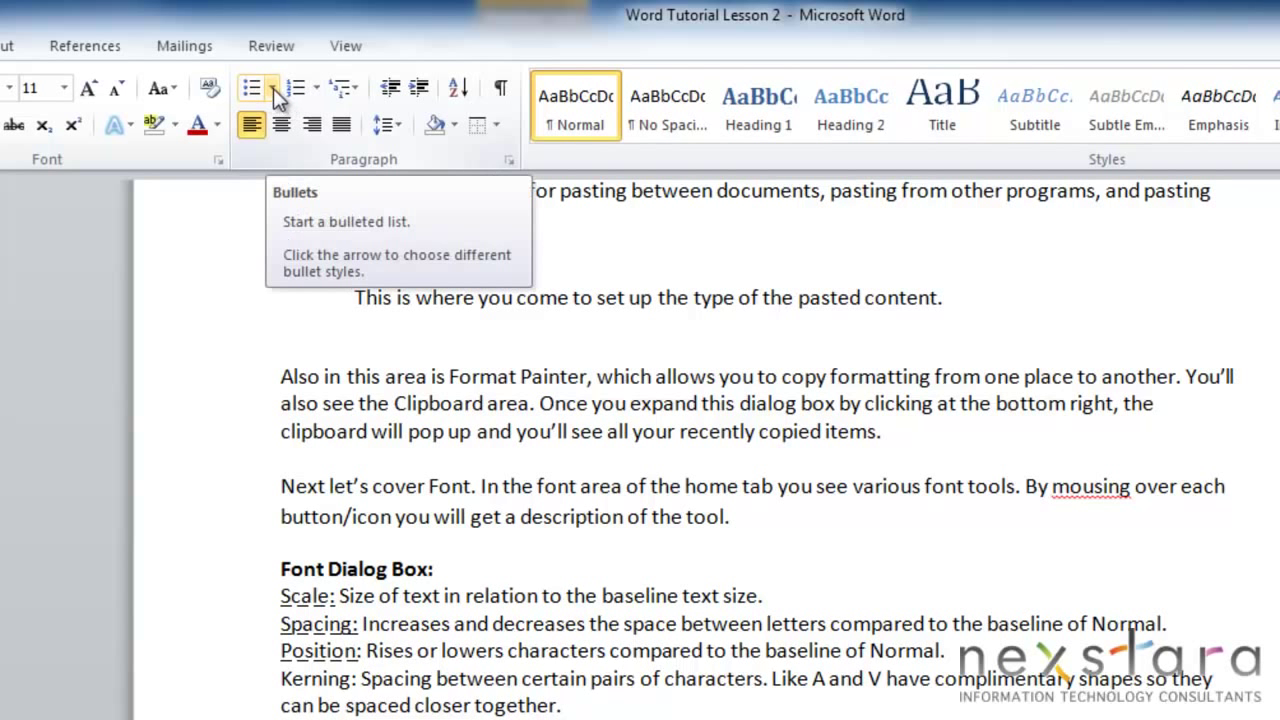 Word Tutorial Lesson 2 - Microsoft Word
ut References Mailings Review View
11 Aa AaBbCcDc AaBbCcDc AaBbC AaBbCc AaB AaBbCc. AaBbCcDc AaBbCcDc
abc X₂ X² A ab A ¶ Normal ¶ No Spaci... Heading 1 Heading 2 Title Subtitle Subtle Em... Emphasis
Font Paragraph Styles
Bullets
Start a bulleted list.
Click the arrow to choose different
bullet styles.
for pasting between documents, pasting from other programs, and pasting
This is where you come to set up the type of the pasted content.
Also in this area is Format Painter, which allows you to copy formatting from one place to another. You'll
also see the Clipboard area. Once you expand this dialog box by clicking at the bottom right, the
clipboard will pop up and you'll see all your recently copied items.
Next let's cover Font. In the font area of the home tab you see various font tools. By mousing over each
button/icon you will get a description of the tool.
Font Dialog Box:
Scale: Size of text in relation to the baseline text size.
Spacing: Increases and decreases the space between letters compared to the baseline of Normal.
Position: Rises or lowers characters compared to the baseline of Normal.
Kerning: Spacing between certain pairs of characters. Like A and V have complimentary shapes so they
can be spaced closer together.
nexstara
INFORMATION TECHNOLOGY CONSULTANTS